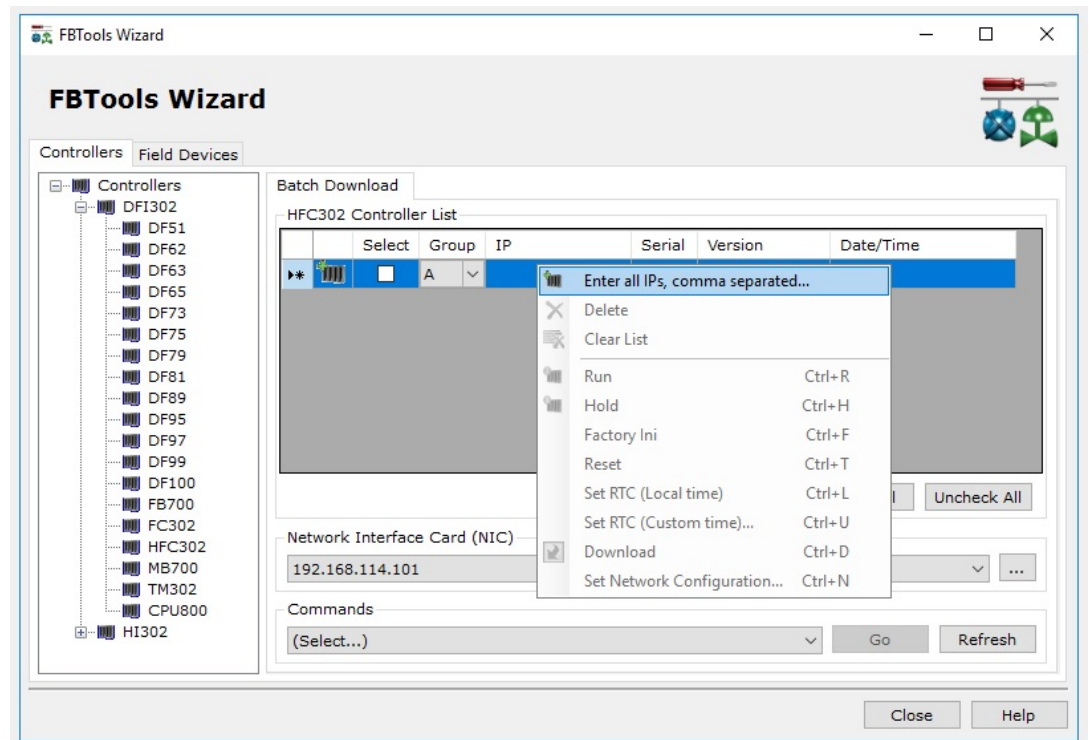 FBTools Wizard
FBTools Wizard
Controllers Field Devices
Controllers
DFI302
DF51
DF62
DF63
DF65
DF73
DF75
DF79
DF81
DF89
DF95
DF97
DF99
DF100
FB700
FC302
HFC302
MB700
TM302
CPU800
HI302
Batch Download
HFC302 Controller List
Select Group IP Serial Version Date/Time
A
Enter all IPs, comma separated...
Delete
Clear List
Run Ctrl+R
Hold Ctrl+H
Factory Ini Ctrl+F
Reset Ctrl+T
Set RTC (Local time) Ctrl+L
Set RTC (Custom time)... Ctrl+U
Download Ctrl+D
Set Network Configuration... Ctrl+N
Uncheck All
Network Interface Card (NIC)
192.168.114.101
...
Commands
(Select...) Go Refresh
Close Help